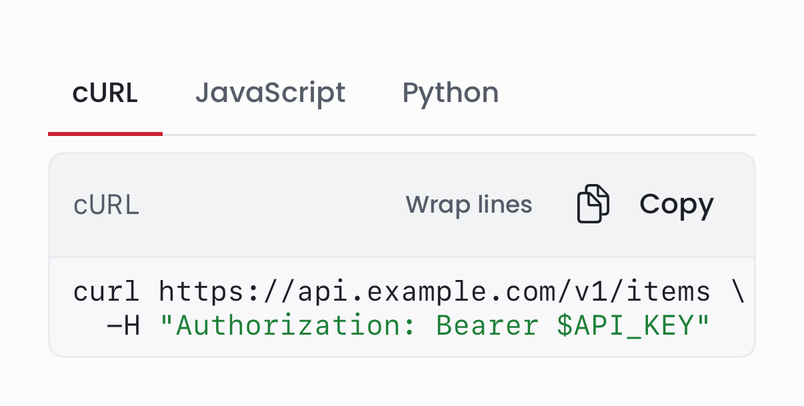 cURL JavaScript Python
cURL Wrap lines Copy
curl https://api.example.com/v1/items \
  -H "Authorization: Bearer $API_KEY"